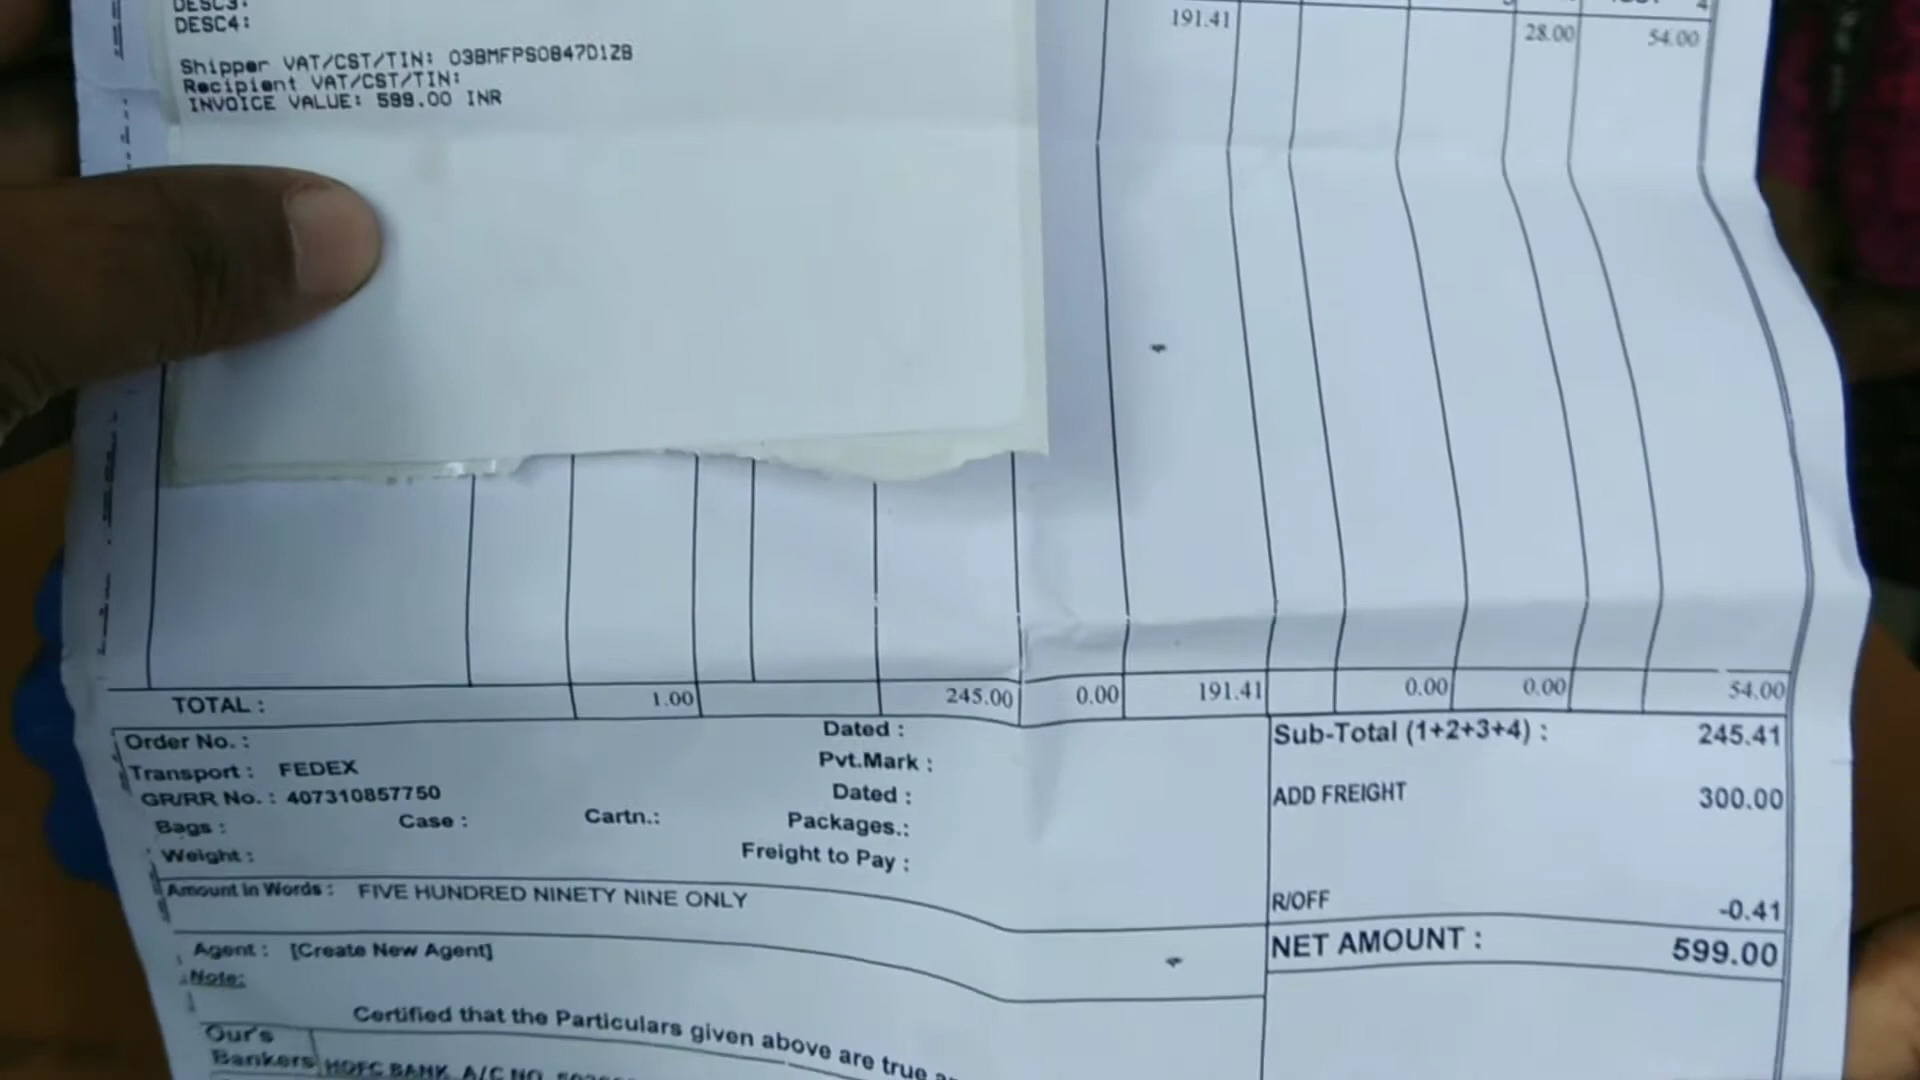 DESC3:
DESC4:
Shipper VAT/CST/TIN: 03BMFPS0847D1ZB
Recipient VAT/CST/TIN:
INVOICE VALUE: 599.00 INR
191.41 28.00 54.00
TOTAL : 1.00 245.00 0.00 191.41 0.00 0.00 54.00
Order No. : Dated :
Transport : FEDEX Pvt.Mark :
GR/RR No. : 407310857750 Dated :
Bags : Case : Cartn.: Packages.:
Weight : Freight to Pay :
Amount in Words : FIVE HUNDRED NINETY NINE ONLY
Agent : [Create New Agent]
Note:
Sub-Total (1+2+3+4) : 245.41
ADD FREIGHT 300.00
R/OFF -0.41
NET AMOUNT : 599.00
Certified that the Particulars given above are true
Our's
Bankers HDFC BANK, A/C NO.